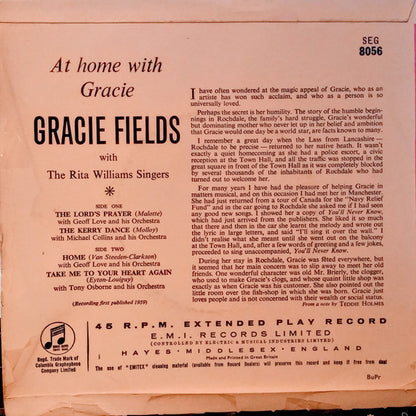 SEG
8056
At home with
Gracie
GRACIE FIELDS
with
The Rita Williams Singers
SIDE ONE
THE LORD'S PRAYER (Malotte)
with Geoff Love and his Orchestra
THE KERRY DANCE (Molloy)
with Michael Collins and his Orchestra
SIDE TWO
HOME (Van Steeden-Clarkson)
with Geoff Love and his Orchestra
TAKE ME TO YOUR HEART AGAIN
(Eyton-Louiguy)
with Tony Osborne and his Orchestra
(Recording first published 1959)
I have often wondered at the magic appeal of Gracie, who as an
artiste has won such acclaim, and who as a person is so
universally loved.
Perhaps the secret is her humility. The story of the humble begin-
nings in Rochdale, the family's hard struggle, Gracie's wonderful
but dominating mother who never let up in her belief and ambition
that Gracie would one day be a world star, are facts known to many.
I remember a great day when the Lass from Lancashire—
Rochdale to be precise — returned to her native heath. It wasn't
exactly a quiet homecoming as she had a police escort, a civic
reception at the Town Hall, and all the traffic was stopped in the
great square in front of the Town Hall as it was completely blocked
by several thousands of the inhabitants of Rochdale who had
turned out to welcome her.
For many years I have had the pleasure of helping Gracie in
matters musical, and on this occasion I had met her in Manchester.
She had just returned from a tour of Canada for the "Navy Relief
Fund" and in the car going to Rochdale she asked me if I had seen
any good new songs. I showed her a copy of You'll Never Know,
which had just arrived from the publishers. She liked it so much
that there and then in the car she learnt the melody and wrote out
the lyric in large letters, and said "I'll sing it over the wall." I
didn't realise what she meant until she went out on the balcony
at the Town Hall, and, after a few words of greeting and a few jokes,
proceeded to sing unaccompanied, You'll Never Know.
During her stay in Rochdale, Gracie was fêted everywhere, but
it seemed that her main concern was to slip away to meet her old
friends. One wonderful character was old Mr. Brierly, the clogger,
who used to make Gracie's clogs, and whose quaint little shop was
exactly as when Gracie was his customer. She also pointed out the
little room over the fish-shop in which she was born. Gracie just
loves people and is not concerned with their wealth or social status.
From a note by TEDDIE HOLMES
45 R.P.M. EXTENDED PLAY RECORD
E.M.I. RECORDS LIMITED
(CONTROLLED BY ELECTRIC & MUSICAL INDUSTRIES LIMITED)
HAYES • MIDDLESEX • ENGLAND
Made and Printed in Great Britain
Regd. Trade Mark of
Columbia Graphophone
Company Limited
The use of "EMITEX" cleaning material (available from Record Dealers) will preserve this record and keep it free from dust
BuPr